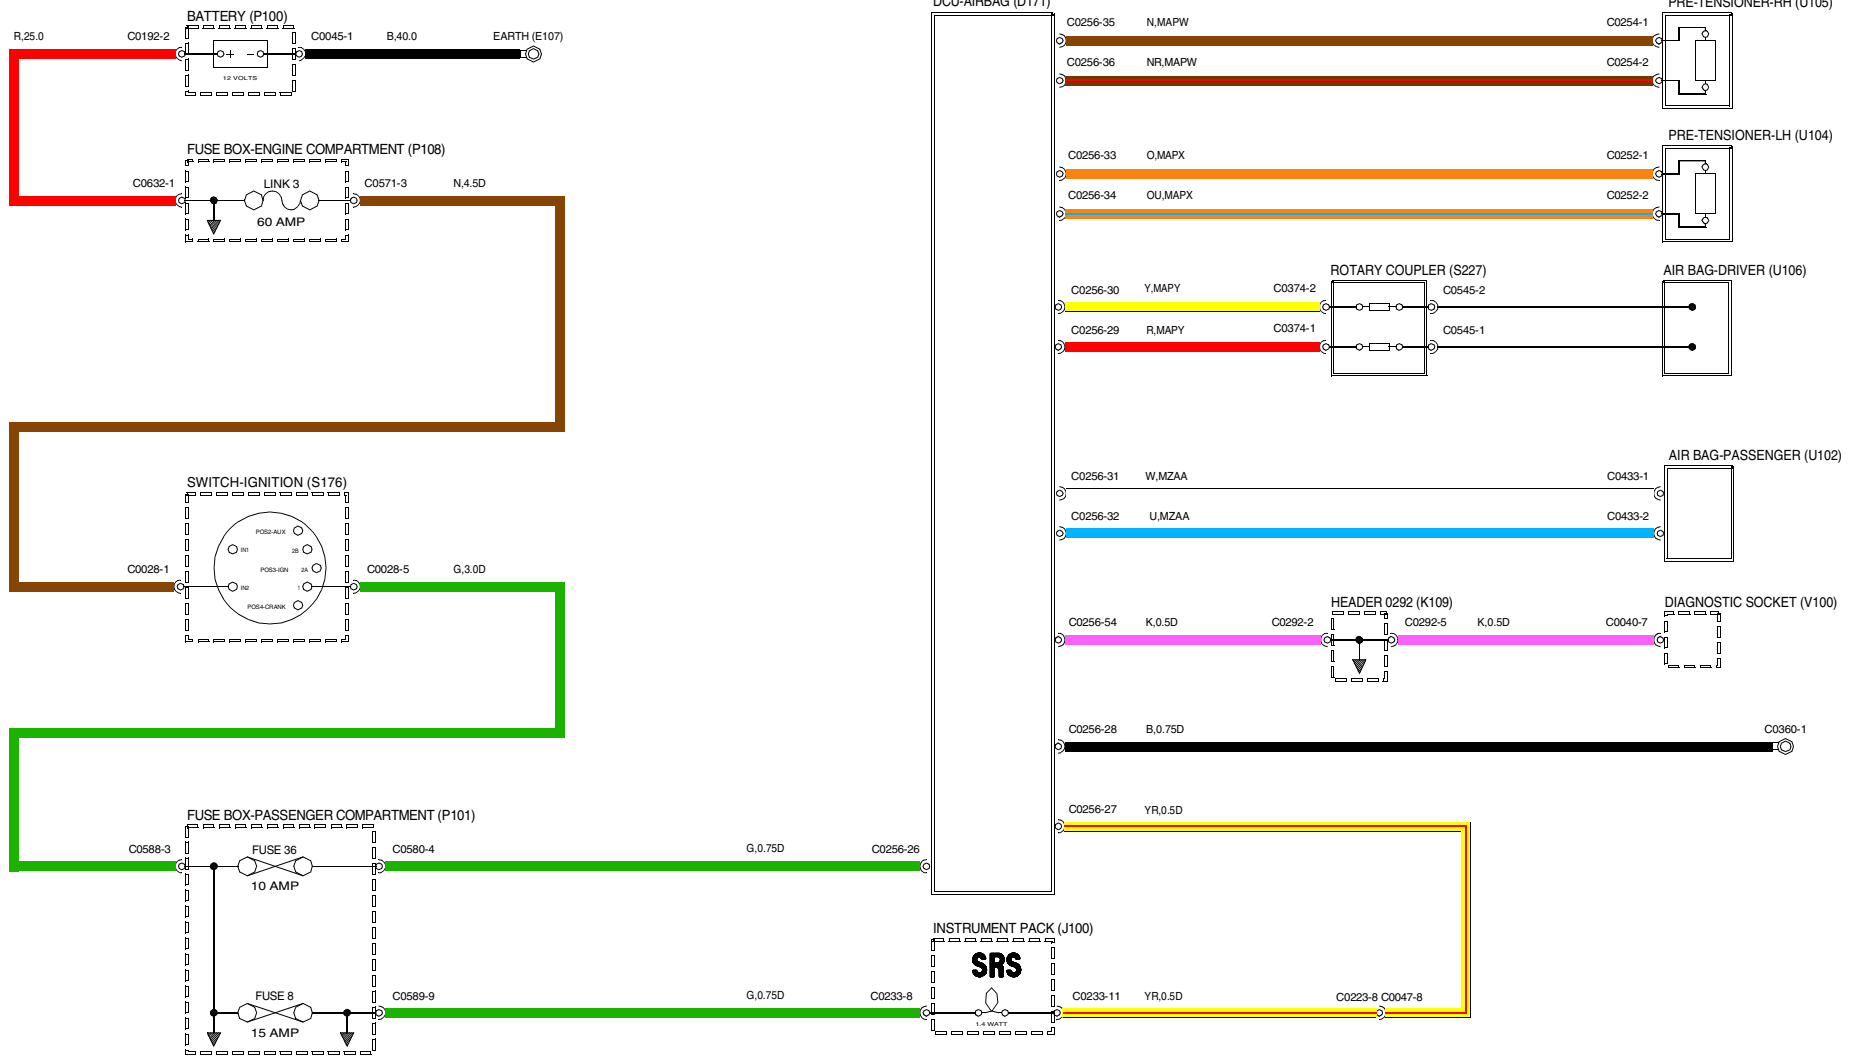 BATTERY (P100)
R,25.0
C0192-2
+
−
12 VOLTS
C0045-1
B,40.0
EARTH (E107)
FUSE BOX-ENGINE COMPARTMENT (P108)
C0632-1
LINK 3
60 AMP
C0571-3
N,4.5D
SWITCH-IGNITION (S176)
POS2-AUX
IN1
2B
POS3-IGN
2A
IN2
1
POS4-CRANK
C0028-1
C0028-5
G,3.0D
FUSE BOX-PASSENGER COMPARTMENT (P101)
C0588-3
FUSE 36
10 AMP
C0580-4
G,0.75D
C0256-26
FUSE 8
15 AMP
C0589-9
G,0.75D
C0233-8
DCU-AIRBAG (D171)
INSTRUMENT PACK (J100)
SRS
1.4 WATT
C0233-11
YR,0.5D
C0223-8 C0047-8
PRE-TENSIONER-RH (U105)
C0256-35
N,MAPW
C0254-1
C0256-36
NR,MAPW
C0254-2
PRE-TENSIONER-LH (U104)
C0256-33
O,MAPX
C0252-1
C0256-34
OU,MAPX
C0252-2
ROTARY COUPLER (S227)
AIR BAG-DRIVER (U106)
C0256-30
Y,MAPY
C0374-2
C0545-2
C0256-29
R,MAPY
C0374-1
C0545-1
AIR BAG-PASSENGER (U102)
C0256-31
W,MZAA
C0433-1
C0256-32
U,MZAA
C0433-2
HEADER 0292 (K109)
DIAGNOSTIC SOCKET (V100)
C0256-54
K,0.5D
C0292-2
C0292-5
K,0.5D
C0040-7
C0256-28
B,0.75D
C0360-1
C0256-27
YR,0.5D